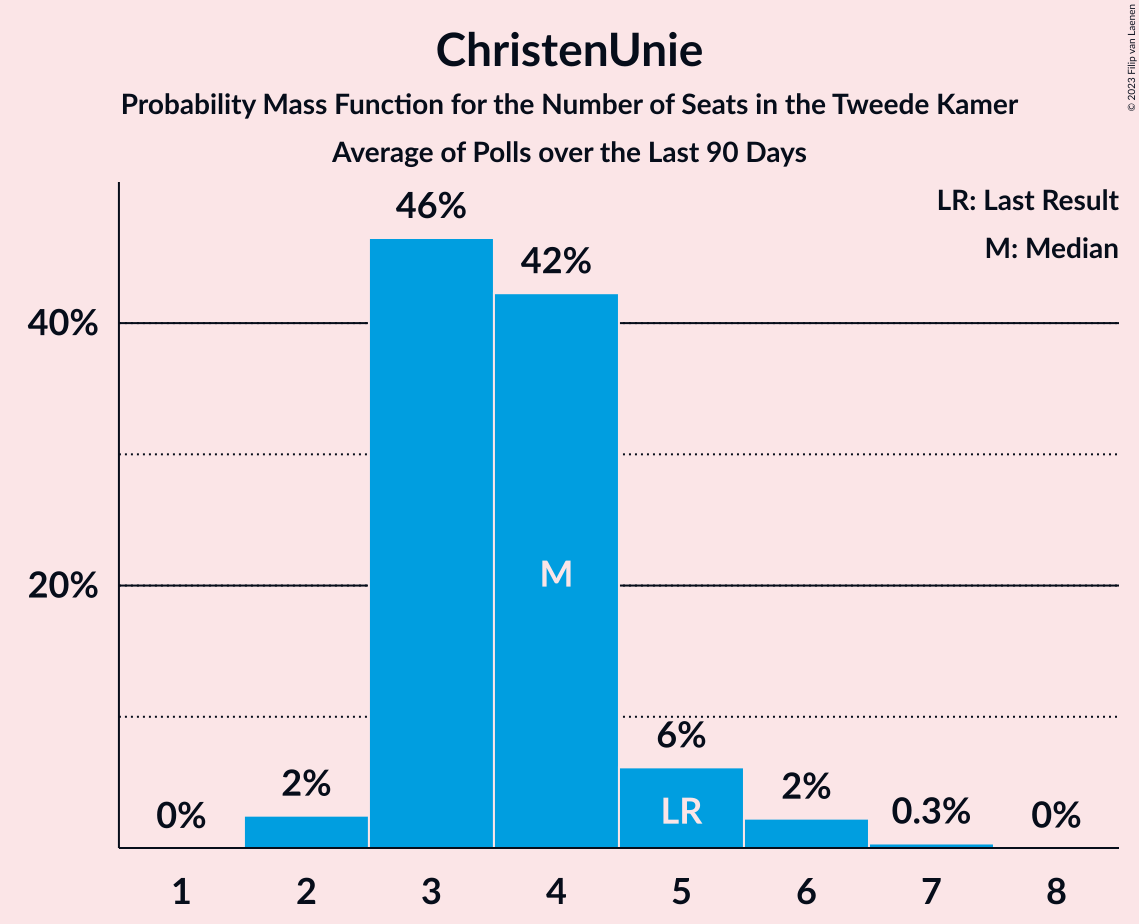 ChristenUnie
Probability Mass Function for the Number of Seats in the Tweede Kamer
Average of Polls over the Last 90 Days
© 2023 Filip van Laenen
LR: Last Result
M: Median
46%
42%
40%
20%
M
6%
LR
2%
0%
2%
0.3%
0%
1 2 3 4 5 6 7 8